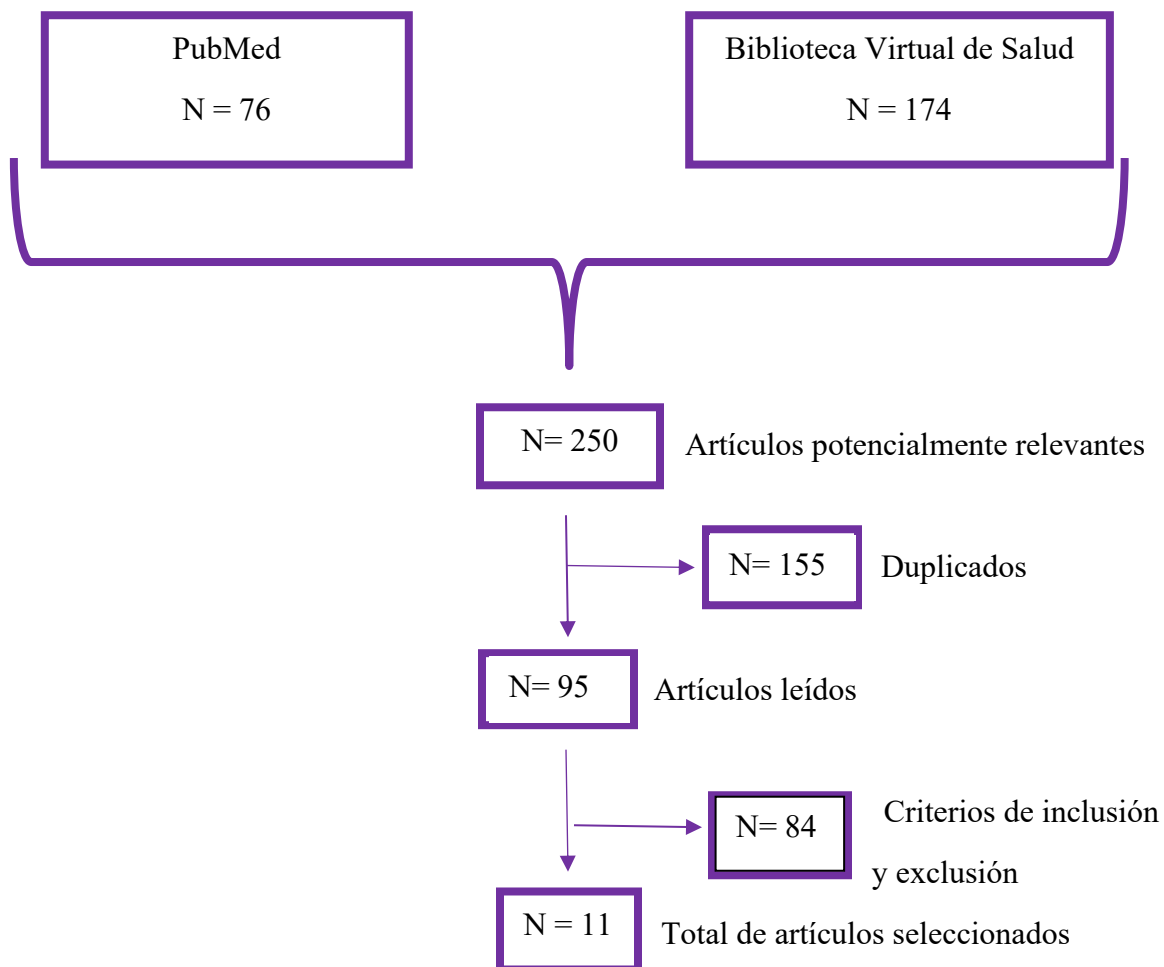 PubMed
N = 76
Biblioteca Virtual de Salud
N = 174
N= 250
Artículos potencialmente relevantes
N= 155
Duplicados
N= 95
Artículos leídos
N= 84
Criterios de inclusión
y exclusión
N = 11
Total de artículos seleccionados